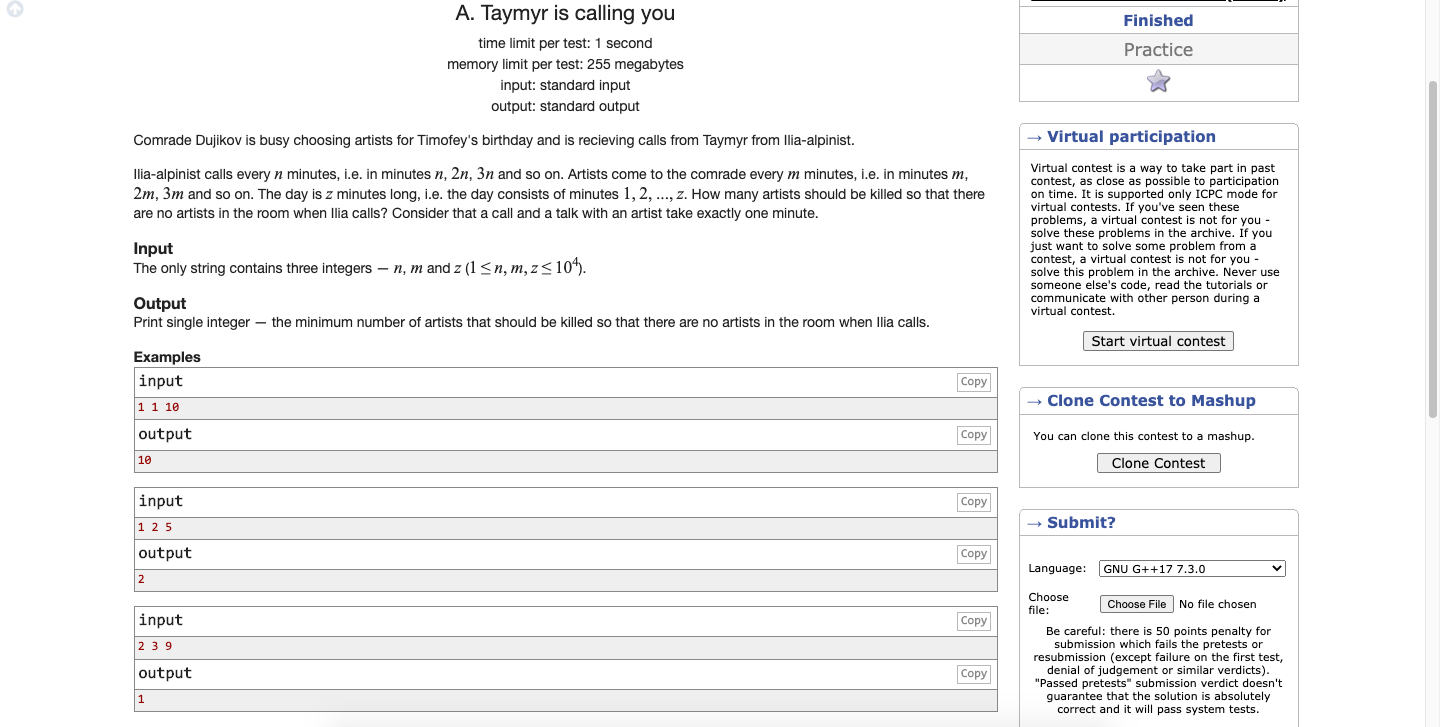 A. Taymyr is calling you
time limit per test: 1 second
memory limit per test: 255 megabytes
input: standard input
output: standard output
Comrade Dujikov is busy choosing artists for Timofey's birthday and is recieving calls from Taymyr from Ilia-alpinist.
Ilia-alpinist calls every n minutes, i.e. in minutes n, 2n, 3n and so on. Artists come to the comrade every m minutes, i.e. in minutes m,
2m, 3m and so on. The day is z minutes long, i.e. the day consists of minutes 1, 2, ..., z. How many artists should be killed so that there
are no artists in the room when Ilia calls? Consider that a call and a talk with an artist take exactly one minute.
Input
The only string contains three integers — n, m and z (1 ≤ n, m, z ≤ 10⁴).
Output
Print single integer — the minimum number of artists that should be killed so that there are no artists in the room when Ilia calls.
Examples
input
Copy
1 1 10
output
Copy
10
input
Copy
1 2 5
output
Copy
2
input
Copy
2 3 9
output
Copy
1
Finished
Practice
→ Virtual participation
Virtual contest is a way to take part in past
contest, as close as possible to participation
on time. It is supported only ICPC mode for
virtual contests. If you've seen these
problems, a virtual contest is not for you -
solve these problems in the archive. If you
just want to solve some problem from a
contest, a virtual contest is not for you -
solve this problem in the archive. Never use
someone else's code, read the tutorials or
communicate with other person during a
virtual contest.
Start virtual contest
→ Clone Contest to Mashup
You can clone this contest to a mashup.
Clone Contest
→ Submit?
Language: GNU G++17 7.3.0
Choose
file:
Choose File No file chosen
Be careful: there is 50 points penalty for
submission which fails the pretests or
resubmission (except failure on the first test,
denial of judgement or similar verdicts).
"Passed pretests" submission verdict doesn't
guarantee that the solution is absolutely
correct and it will pass system tests.